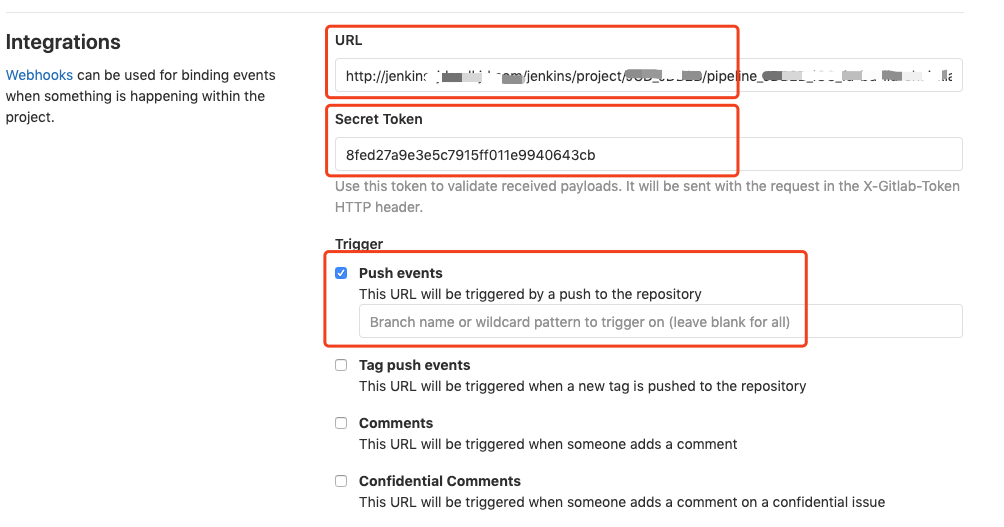 Integrations
Webhooks can be used for binding events
when something is happening within the
project.
URL
http://jenkins /jenkins/project/ /pipeline_
Secret Token
8fed27a9e3e5c7915ff011e9940643cb
Use this token to validate received payloads. It will be sent with the request in the X-Gitlab-Token
HTTP header.
Trigger
Push events
This URL will be triggered by a push to the repository
Branch name or wildcard pattern to trigger on (leave blank for all)
Tag push events
This URL will be triggered when a new tag is pushed to the repository
Comments
This URL will be triggered when someone adds a comment
Confidential Comments
This URL will be triggered when someone adds a comment on a confidential issue